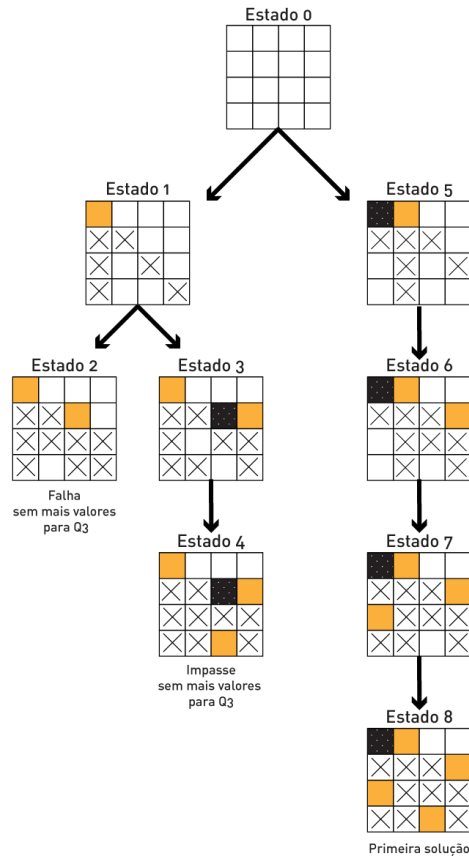 Estado 0
Estado 1
Estado 5
Estado 2
Estado 3
Estado 6
Falha
sem mais valores
para Q3
Estado 4
Estado 7
Impasse
sem mais valores
para Q3
Estado 8
Primeira solução